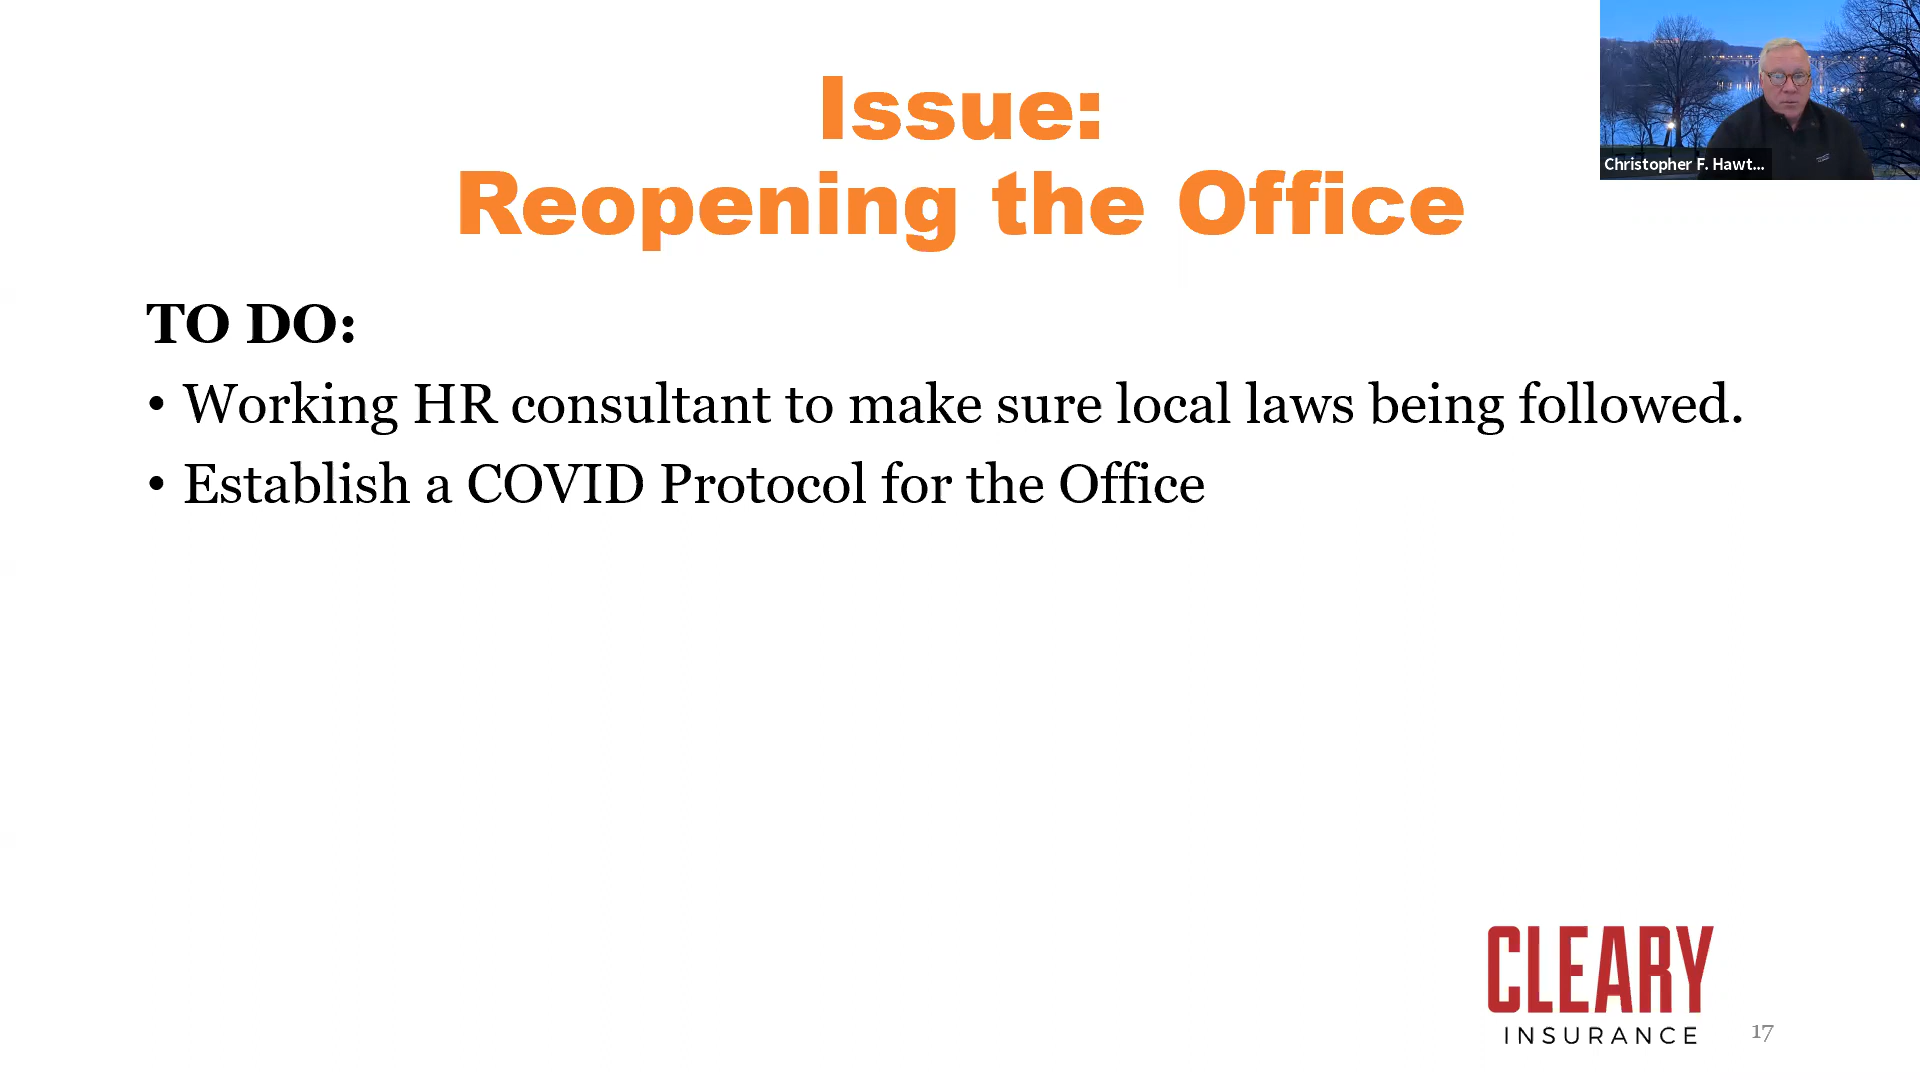 Issue:
Reopening the Office
Christopher F. Hawt...
TO DO:
• Working HR consultant to make sure local laws being followed.
• Establish a COVID Protocol for the Office
CLEARY
INSURANCE
17